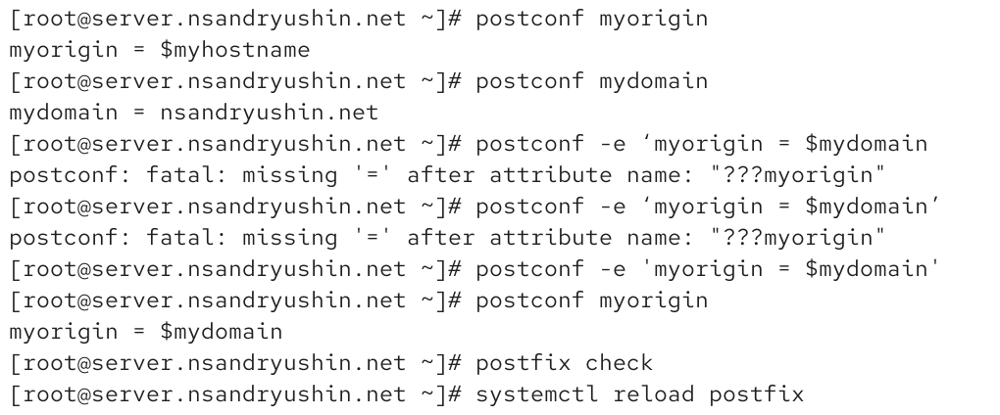 [root@server.nsandryushin.net ~]# postconf myorigin
myorigin = $myhostname
[root@server.nsandryushin.net ~]# postconf mydomain
mydomain = nsandryushin.net
[root@server.nsandryushin.net ~]# postconf -e ‘myorigin = $mydomain
postconf: fatal: missing '=' after attribute name: "???myorigin"
[root@server.nsandryushin.net ~]# postconf -e ‘myorigin = $mydomain’
postconf: fatal: missing '=' after attribute name: "???myorigin"
[root@server.nsandryushin.net ~]# postconf -e 'myorigin = $mydomain'
[root@server.nsandryushin.net ~]# postconf myorigin
myorigin = $mydomain
[root@server.nsandryushin.net ~]# postfix check
[root@server.nsandryushin.net ~]# systemctl reload postfix